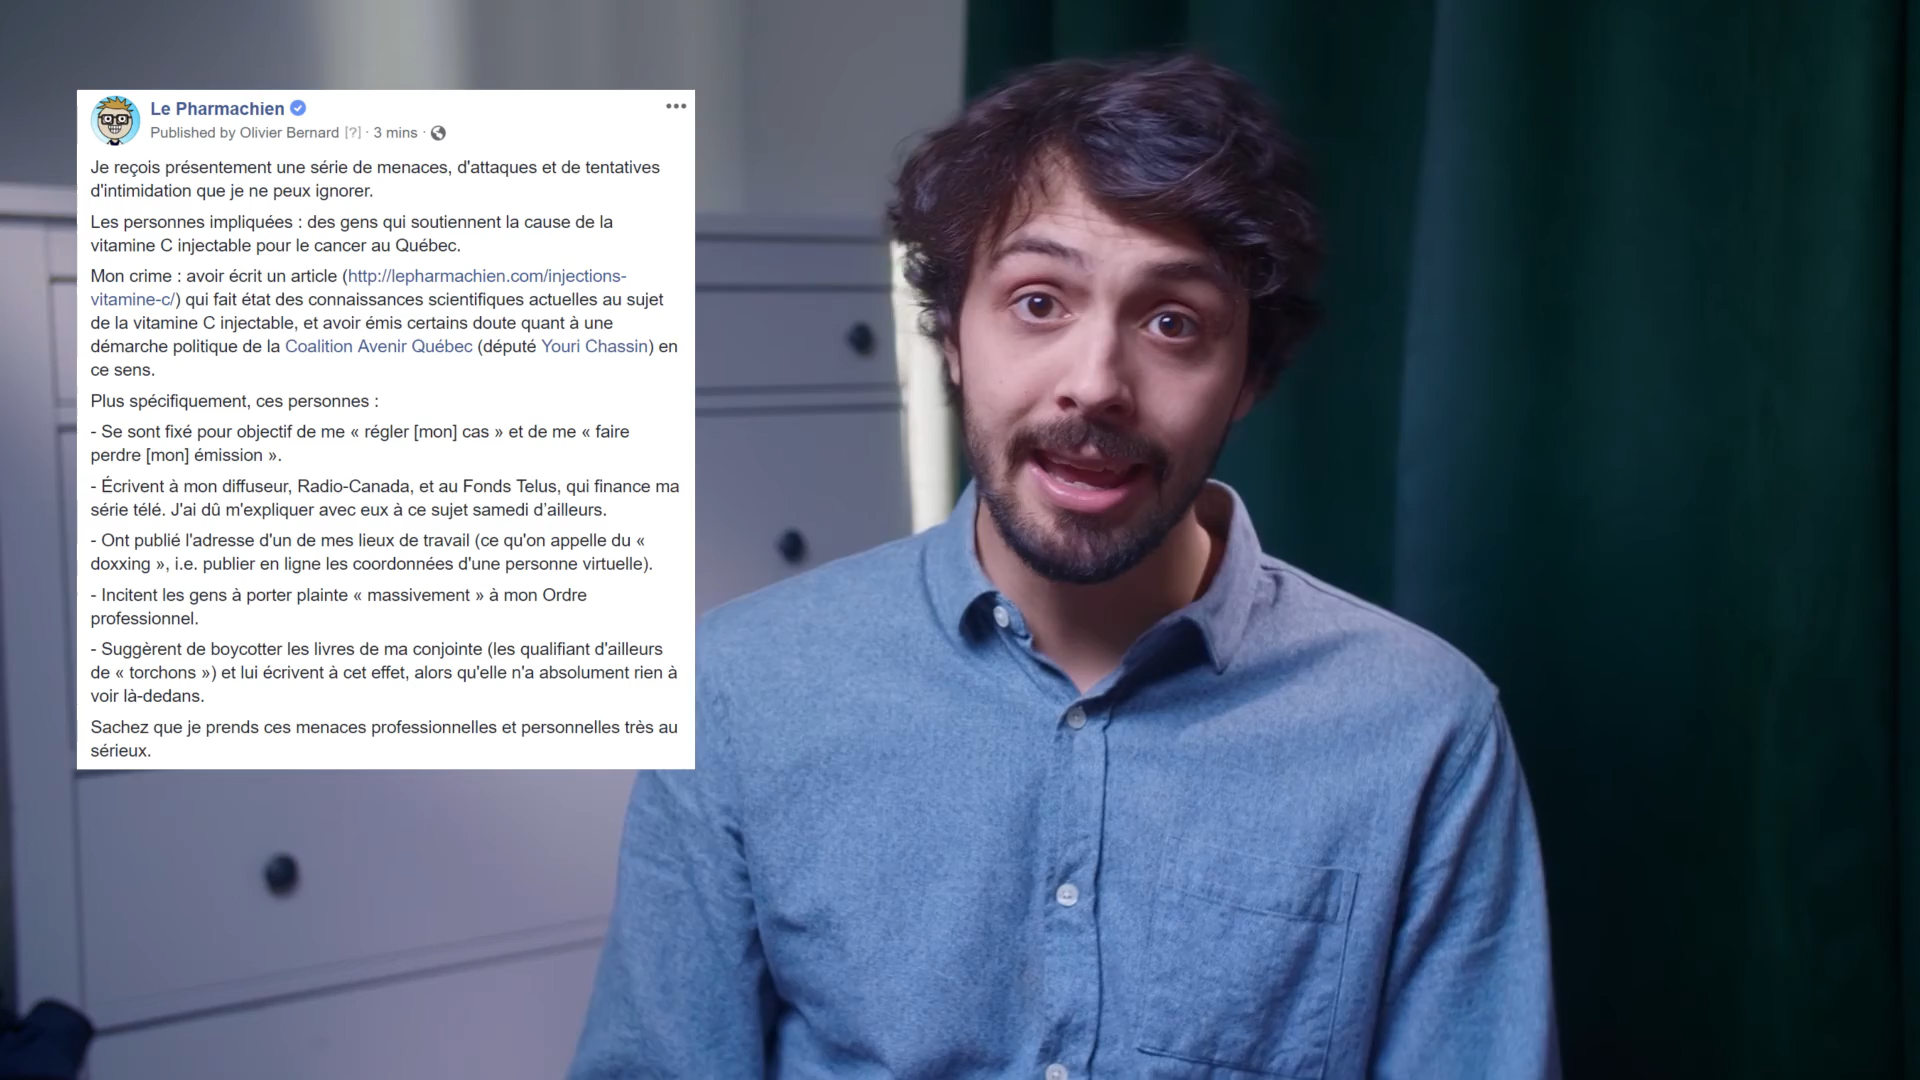 Le Pharmachien
Published by Olivier Bernard [?] · 3 mins ·
Je reçois présentement une série de menaces, d'attaques et de tentatives
d'intimidation que je ne peux ignorer.
Les personnes impliquées : des gens qui soutiennent la cause de la
vitamine C injectable pour le cancer au Québec.
Mon crime : avoir écrit un article (http://lepharmachien.com/injections-
vitamine-c/) qui fait état des connaissances scientifiques actuelles au sujet
de la vitamine C injectable, et avoir émis certains doute quant à une
démarche politique de la Coalition Avenir Québec (député Youri Chassin) en
ce sens.
Plus spécifiquement, ces personnes :
- Se sont fixé pour objectif de me « régler [mon] cas » et de me « faire
perdre [mon] émission ».
- Écrivent à mon diffuseur, Radio-Canada, et au Fonds Telus, qui finance ma
série télé. J'ai dû m'expliquer avec eux à ce sujet samedi d’ailleurs.
- Ont publié l'adresse d'un de mes lieux de travail (ce qu'on appelle du «
doxxing », i.e. publier en ligne les coordonnées d'une personne virtuelle).
- Incitent les gens à porter plainte « massivement » à mon Ordre
professionnel.
- Suggèrent de boycotter les livres de ma conjointe (les qualifiant d'ailleurs
de « torchons ») et lui écrivent à cet effet, alors qu'elle n'a absolument rien à
voir là-dedans.
Sachez que je prends ces menaces professionnelles et personnelles très au
sérieux.